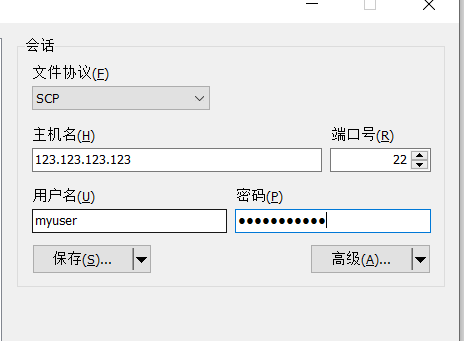 会话
文件协议(F)
SCP
主机名(H) 端口号(R)
123.123.123.123 22
用户名(U) 密码(P)
myuser ●●●●●●●●●●●
保存(S)... 高级(A)...